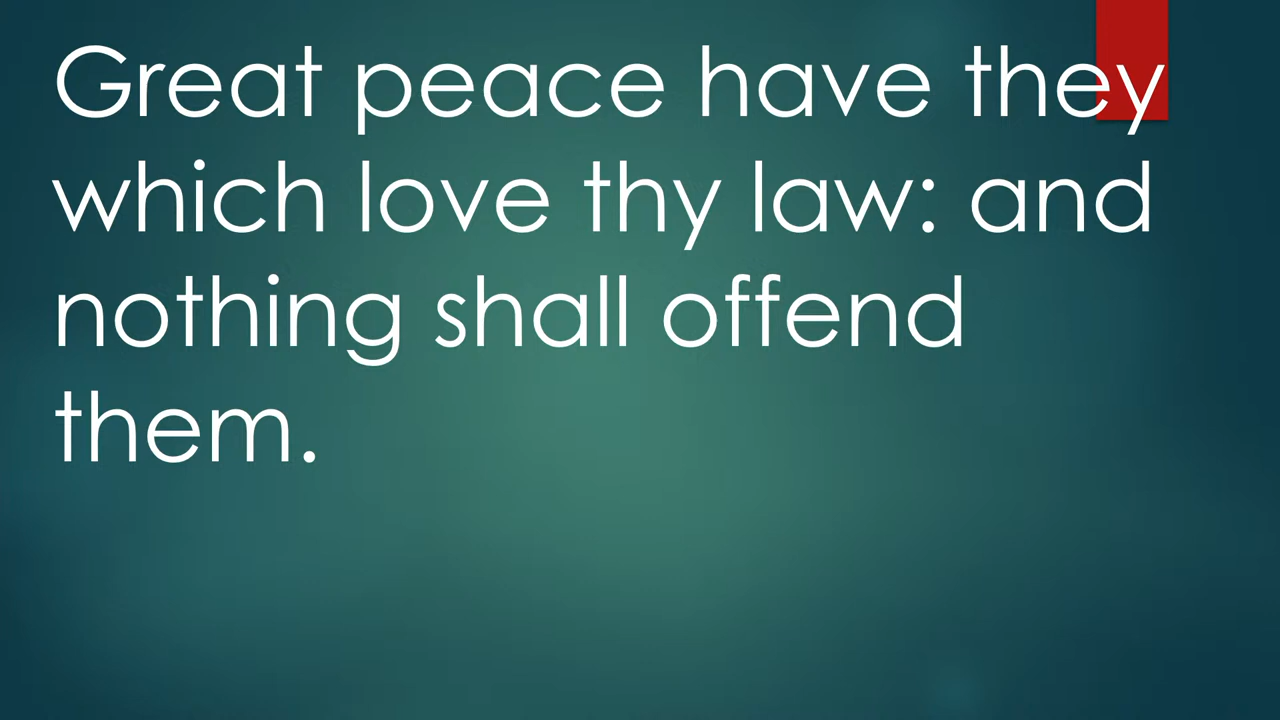 Great peace have they
which love thy law: and
nothing shall offend
them.